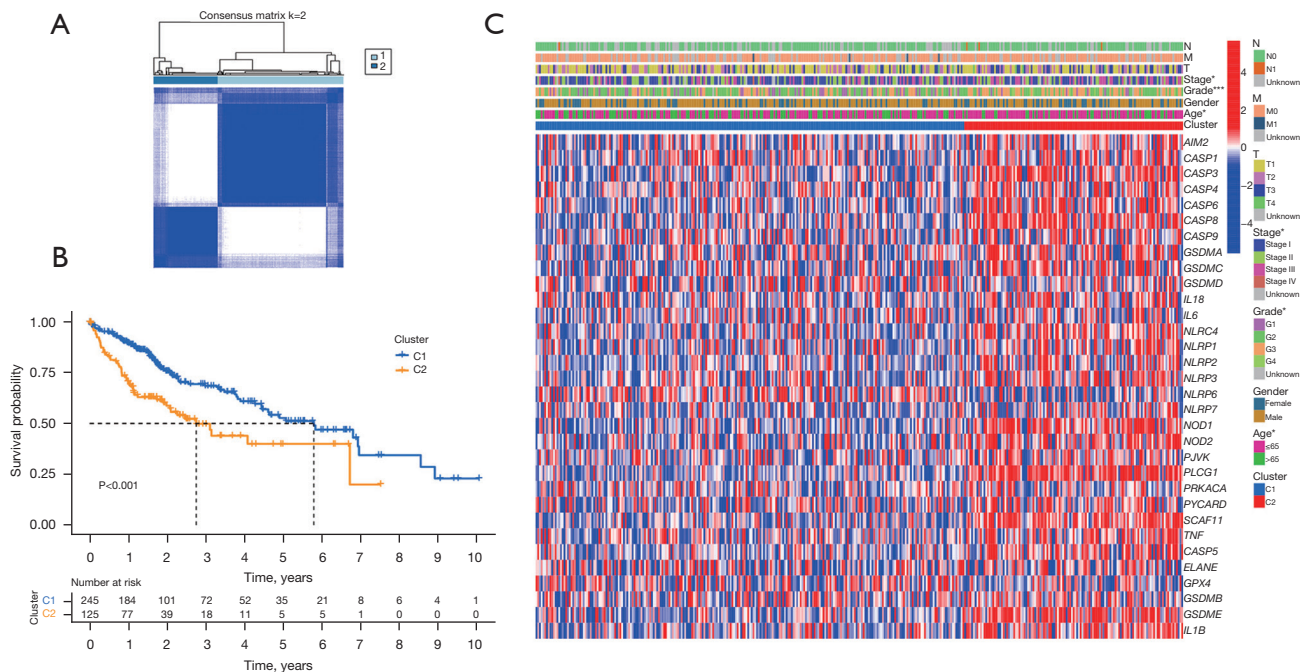 A
Consensus matrix k=2
1
2
B
1.00
0.75
0.50
0.25
0.00
Survival probability
Cluster
C1
C2
P<0.001
0 1 2 3 4 5 6 7 8 9 10
Time, years
Number at risk
Cluster
C1 245 184 101 72 52 35 21 8 6 4 1
C2 125 77 39 18 11 5 5 1 0 0 0
0 1 2 3 4 5 6 7 8 9 10
Time, years
C
N
M
T
Stage*
Grade***
Gender
Age*
Cluster
AIM2
CASP1
CASP3
CASP4
CASP6
CASP8
CASP9
GSDMA
GSDMC
GSDMD
IL18
IL6
NLRC4
NLRP1
NLRP2
NLRP3
NLRP6
NLRP7
NOD1
NOD2
PJVK
PLCG1
PRKACA
PYCARD
SCAF11
TNF
CASP5
ELANE
GPX4
GSDMB
GSDME
IL1B
4
2
0
−2
−4
N
N0
N1
Unknown
M
M0
M1
Unknown
T
T1
T2
T3
T4
Unknown
Stage*
Stage I
Stage II
Stage III
Stage IV
Unknown
Grade*
G1
G2
G3
G4
Unknown
Gender
Female
Male
Age*
≤65
>65
Cluster
C1
C2